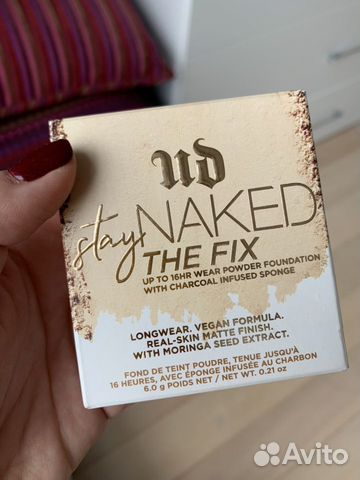 ud
stay NAKED
THE FIX
UP TO 16HR WEAR POWDER FOUNDATION
WITH CHARCOAL INFUSED SPONGE
LONGWEAR. VEGAN FORMULA.
REAL-SKIN MATTE FINISH.
WITH MORINGA SEED EXTRACT.
FOND DE TEINT POUDRE, TENUE JUSQU'À
16 HEURES, AVEC ÉPONGE INFUSÉE AU CHARBON
6.0 g POIDS NET / NET WT. 0.21 oz
Avito